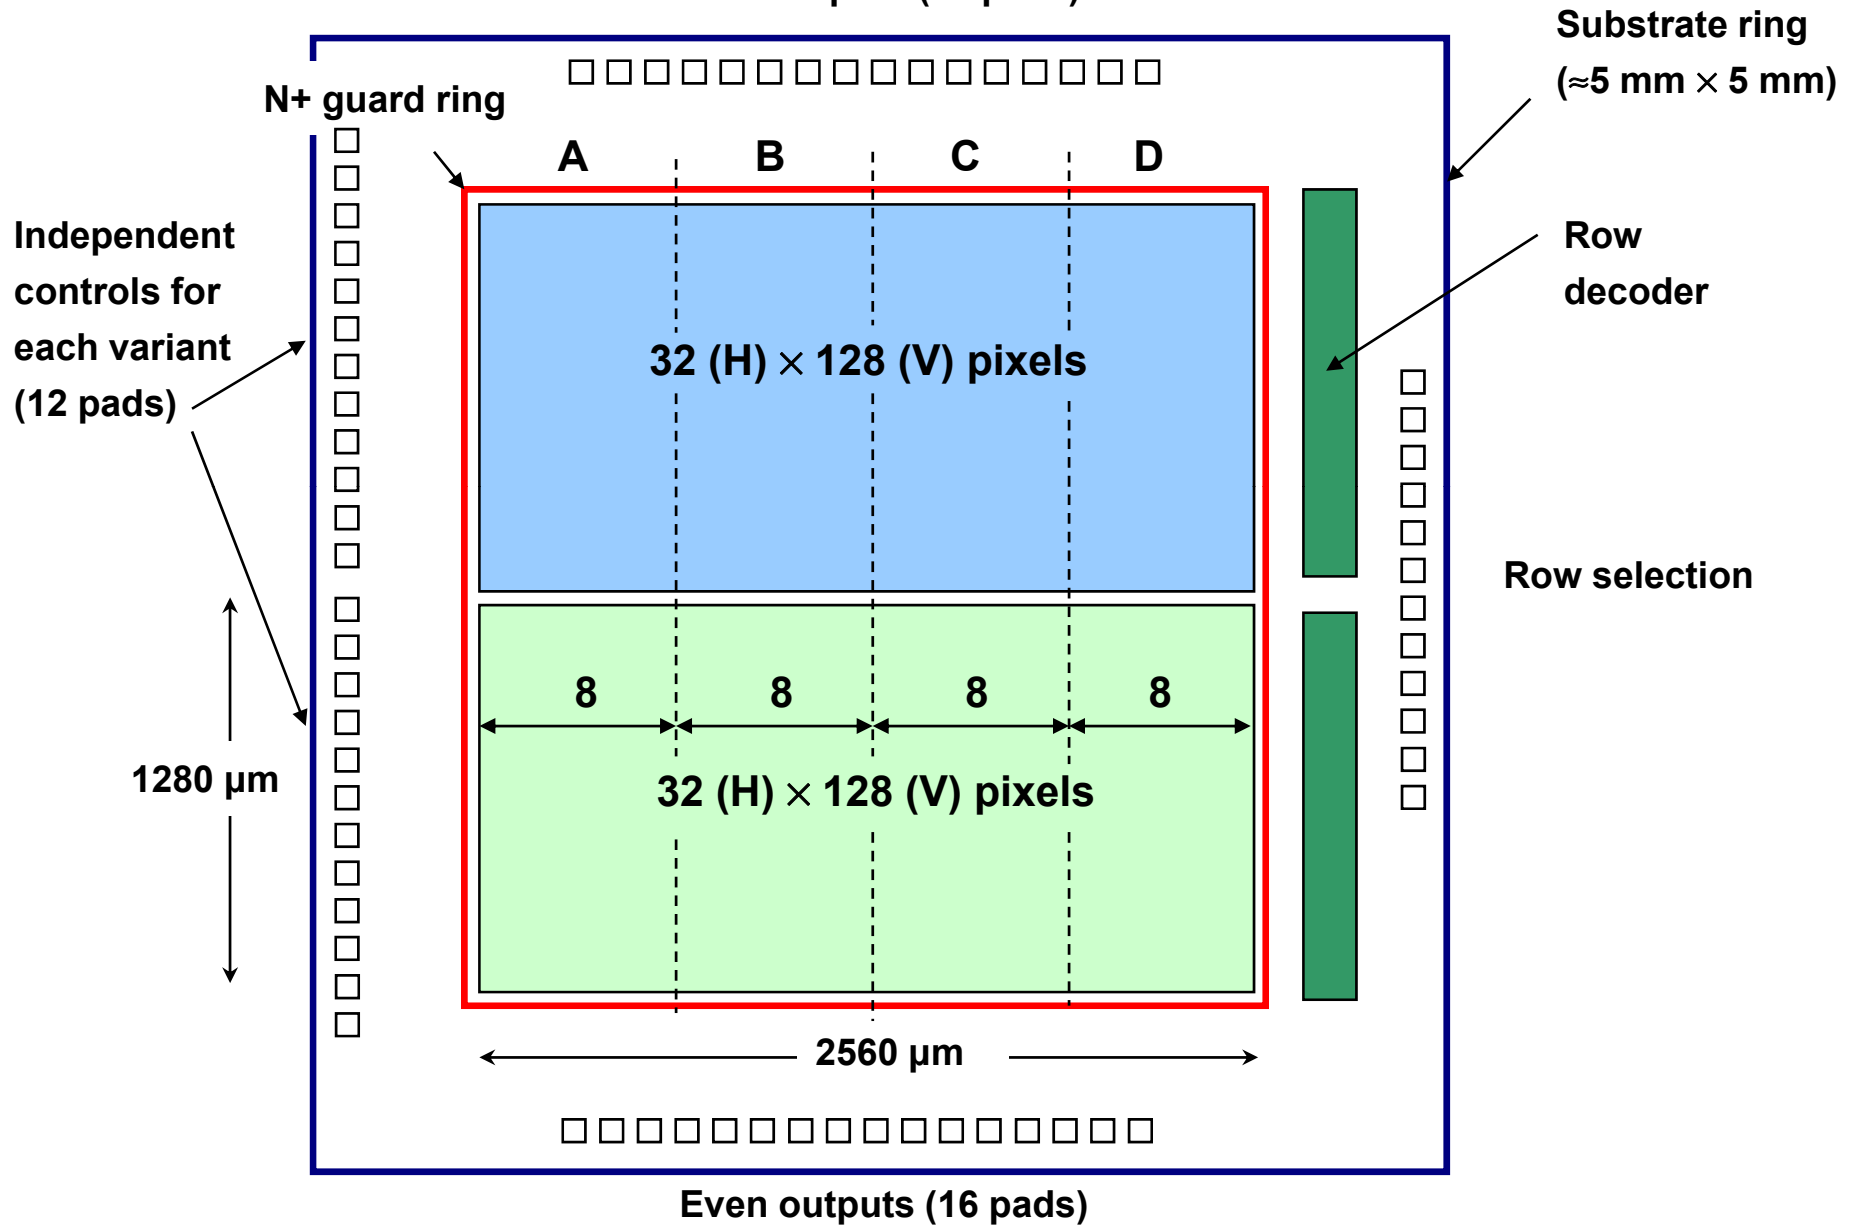 Substrate ring
(≈5 mm × 5 mm)
N+ guard ring
A B C D
Independent
controls for
each variant
(12 pads)
Row
decoder
32 (H) × 128 (V) pixels
Row selection
8 8 8 8
1280 µm
32 (H) × 128 (V) pixels
2560 µm
Even outputs (16 pads)